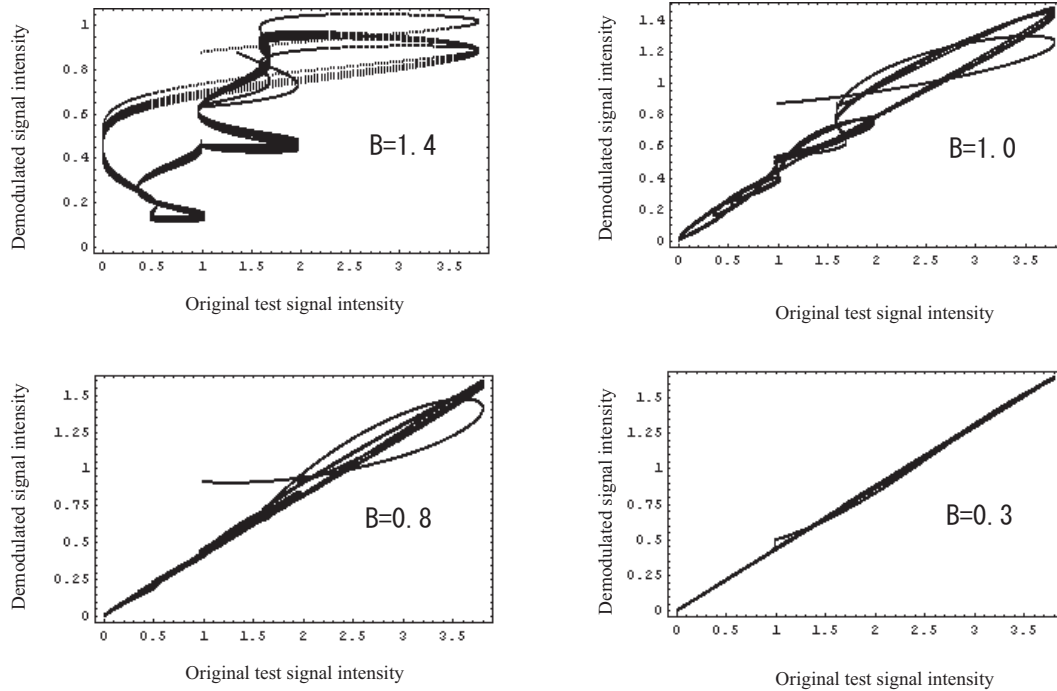 Demodulated signal intensity
1
0.8
0.6
0.4
0.2
0
B=1.4
0 0.5 1 1.5 2 2.5 3 3.5
Original test signal intensity
Demodulated signal intensity
1.4
1.2
1
0.8
0.6
0.4
0.2
0
B=1.0
0 0.5 1 1.5 2 2.5 3 3.5
Original test signal intensity
Demodulated signal intensity
1.5
1.25
1
0.75
0.5
0.25
0
B=0.8
0 0.5 1 1.5 2 2.5 3 3.5
Original test signal intensity
Demodulated signal intensity
1.5
1.25
1
0.75
0.5
0.25
0
B=0.3
0 0.5 1 1.5 2 2.5 3 3.5
Original test signal intensity